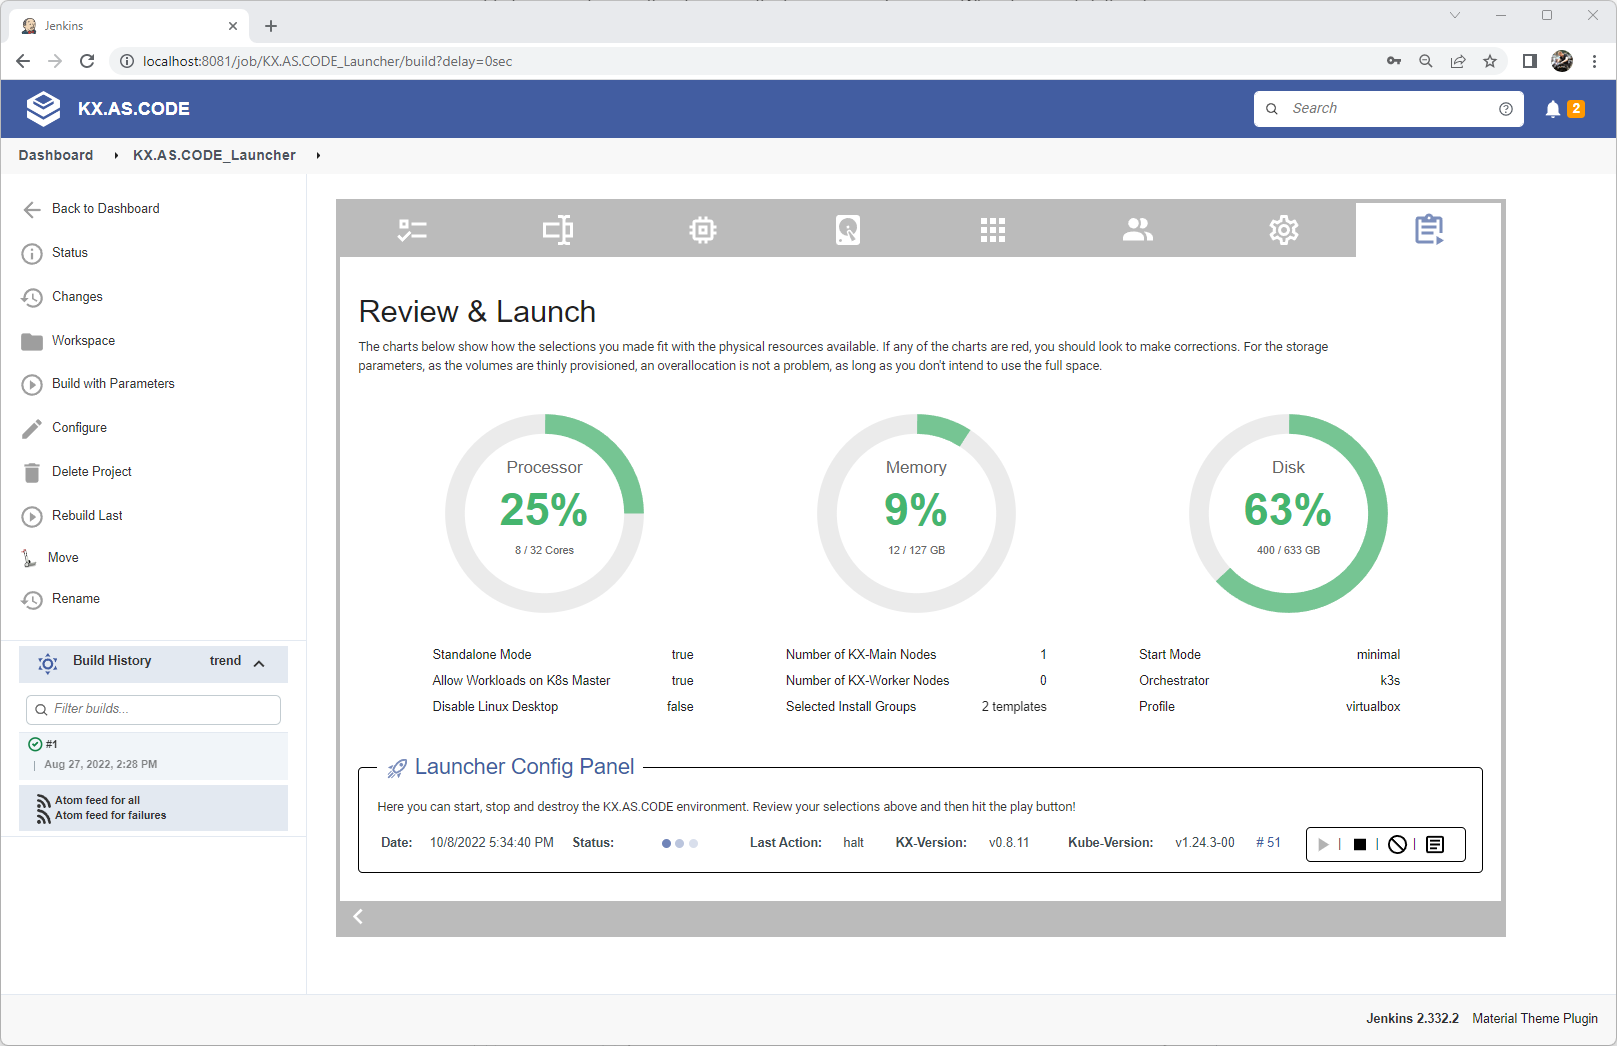 Jenkins
localhost:8081/job/KX.AS.CODE_Launcher/build?delay=0sec
KX.AS.CODE
Search
2
Dashboard
KX.AS.CODE_Launcher
Back to Dashboard
Status
Changes
Workspace
Build with Parameters
Configure
Delete Project
Rebuild Last
Move
Rename
Build History trend
Filter builds...
#1
Aug 27, 2022, 2:28 PM
Atom feed for all
Atom feed for failures
Review & Launch
The charts below show how the selections you made fit with the physical resources available. If any of the charts are red, you should look to make corrections. For the storage
parameters, as the volumes are thinly provisioned, an overallocation is not a problem, as long as you don't intend to use the full space.
Processor
25%
8 / 32 Cores
Memory
9%
12 / 127 GB
Disk
63%
400 / 633 GB
Standalone Mode true
Allow Workloads on K8s Master true
Disable Linux Desktop false
Number of KX-Main Nodes 1
Number of KX-Worker Nodes 0
Selected Install Groups 2 templates
Start Mode minimal
Orchestrator k3s
Profile virtualbox
Launcher Config Panel
Here you can start, stop and destroy the KX.AS.CODE environment. Review your selections above and then hit the play button!
Date: 10/8/2022 5:34:40 PM Status: Last Action: halt KX-Version: v0.8.11 Kube-Version: v1.24.3-00 # 51
Jenkins 2.332.2 Material Theme Plugin